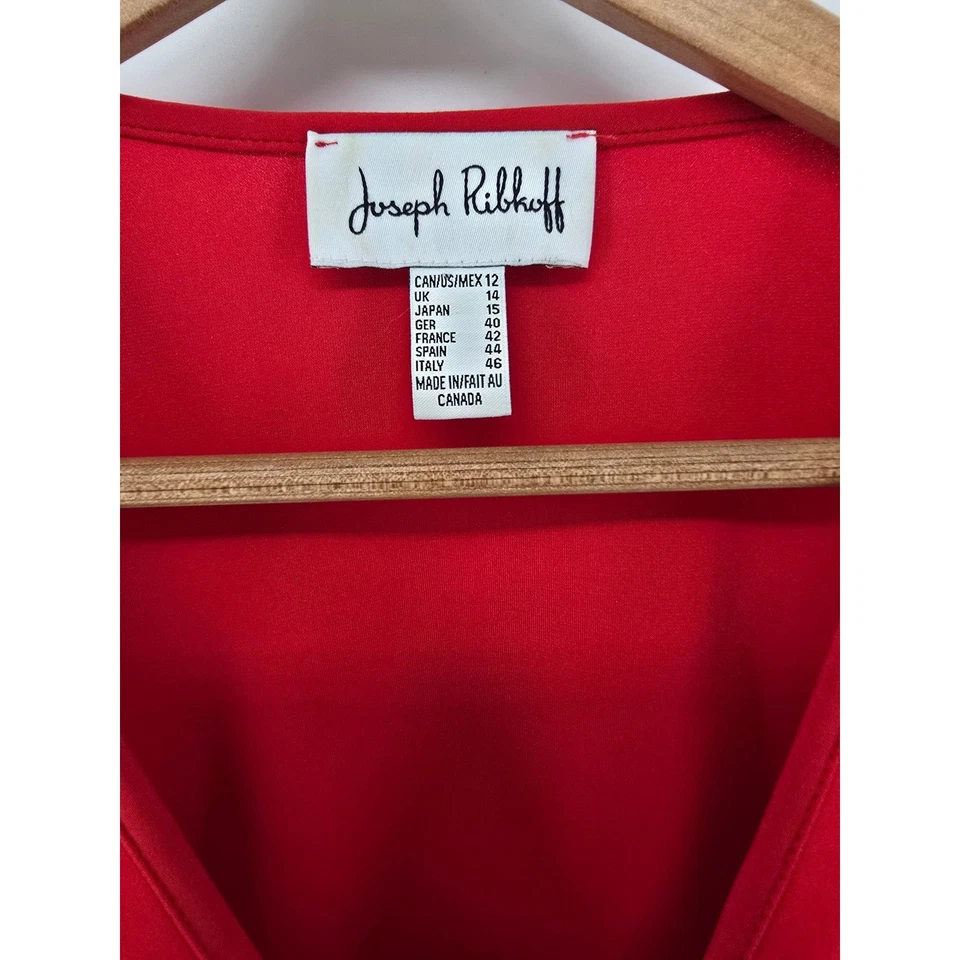 Joseph Ribkoff
CAN/US/MEX 12
UK 14
JAPAN 15
GER 40
FRANCE 42
SPAIN 44
ITALY 46
MADE IN/FAIT AU
CANADA